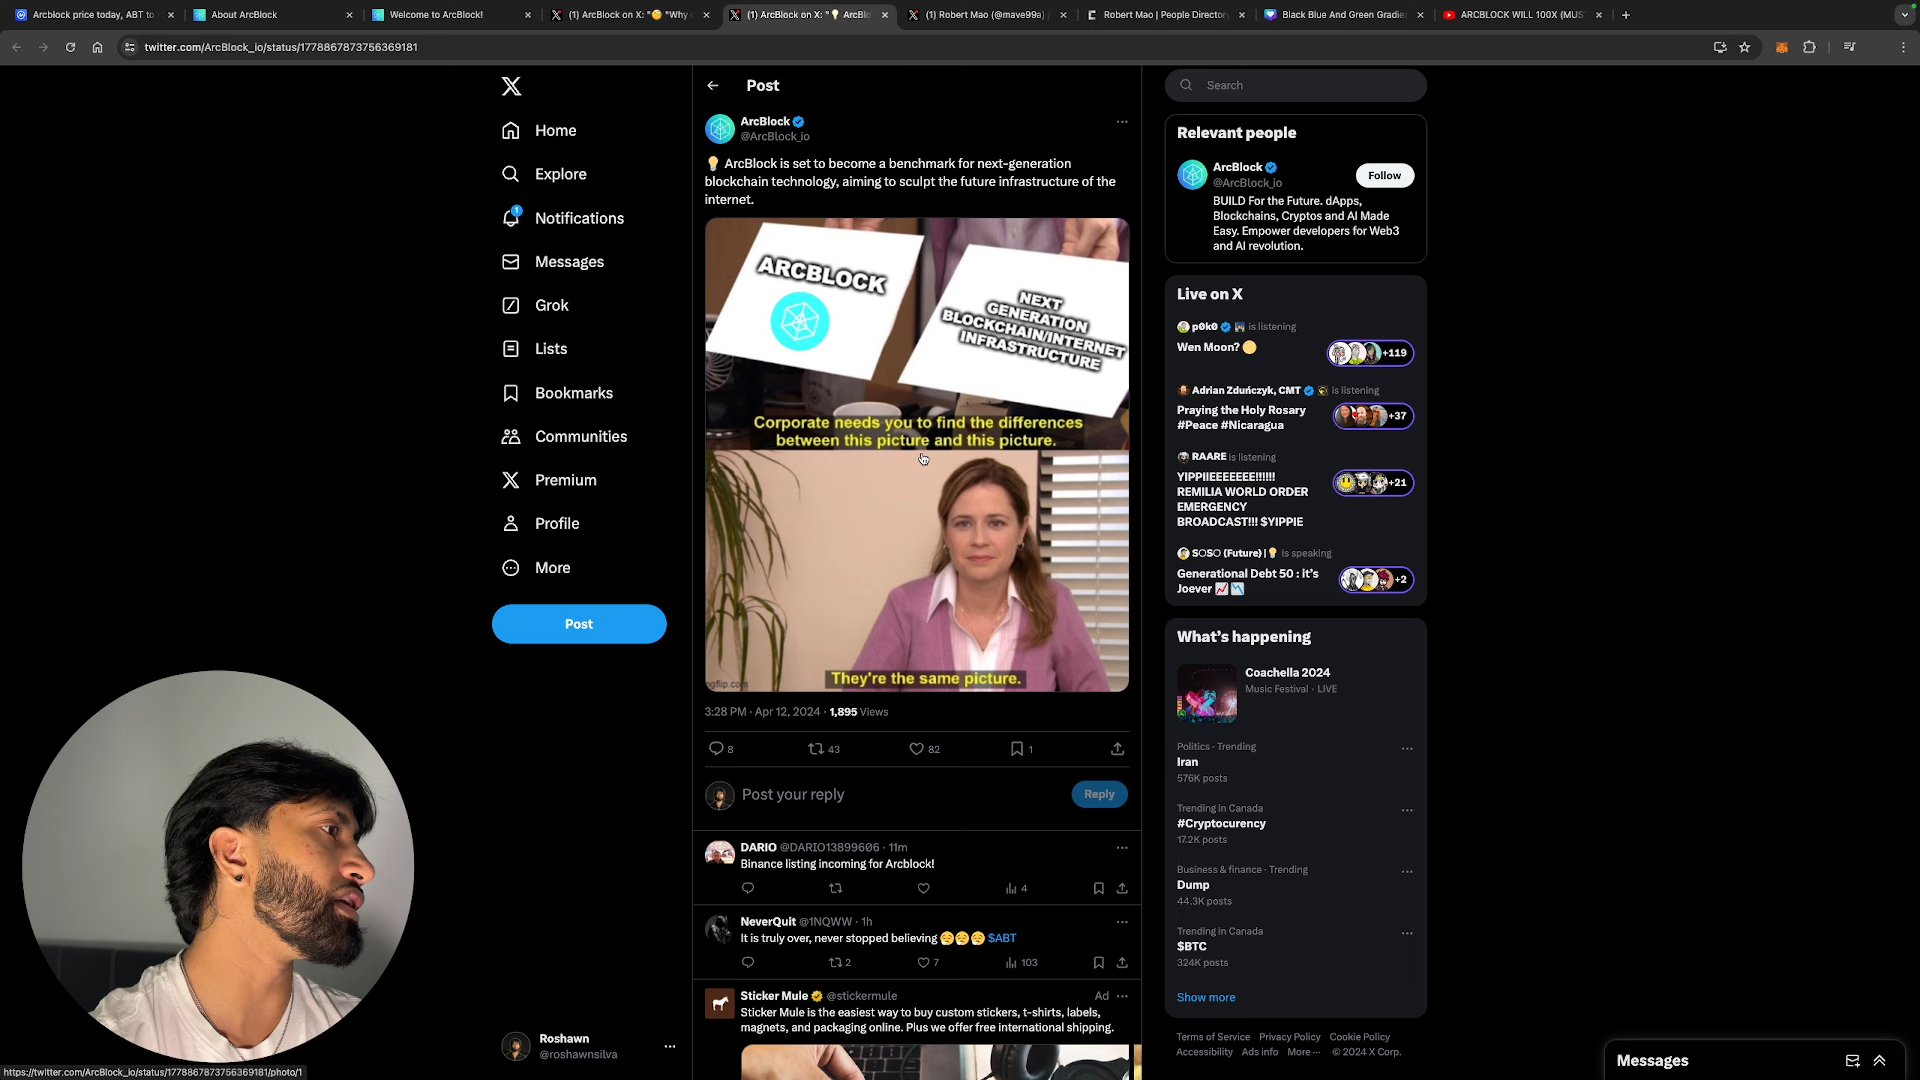 Arcblock price today, ABT to
About ArcBlock
Welcome to ArcBlock!
(1) ArcBlock on X: "🌕 "Why
(1) ArcBlock on X: "💡 ArcBlo
(1) Robert Mao (@mave99a) /
Robert Mao | People Directory
Black Blue And Green Gradie
ARCBLOCK WILL 100X (MUS
twitter.com/ArcBlock_io/status/1778867873756369181
Home
Explore
1
Notifications
Messages
Grok
Lists
Bookmarks
Communities
Premium
Profile
More
Post
Roshawn
@roshawnsilva
https://twitter.com/ArcBlock_io/status/1778867873756369181/photo/1
Post
ArcBlock
@ArcBlock_io
💡 ArcBlock is set to become a benchmark for next-generation
blockchain technology, aiming to sculpt the future infrastructure of the
internet.
ARCBLOCK
NEXT
GENERATION
BLOCKCHAIN/INTERNET
INFRASTRUCTURE
Corporate needs you to find the differences
between this picture and this picture.
They're the same picture.
imgflip.com
3:28 PM · Apr 12, 2024 · 1,895 Views
8
43
82
1
Post your reply
Reply
DARIO @DARIO13899606 · 11m
Binance listing incoming for Arcblock!
4
NeverQuit @1NQWW · 1h
It is truly over, never stopped believing 😌😌😌 $ABT
2
7
103
Sticker Mule @stickermule
Ad
Sticker Mule is the easiest way to buy custom stickers, t-shirts, labels,
magnets, and packaging online. Plus we offer free international shipping.
Search
Relevant people
ArcBlock
@ArcBlock_io
Follow
BUILD For the Future. dApps,
Blockchains, Cryptos and AI Made
Easy. Empower developers for Web3
and AI revolution.
Live on X
p0k0 is listening
Wen Moon? 🌕
+119
Adrian Zduńczyk, CMT is listening
Praying the Holy Rosary
#Peace #Nicaragua
+37
RAARE is listening
YIPPIIEEEEEEE!!!!!!
REMILIA WORLD ORDER
EMERGENCY
BROADCAST!!! $YIPPIE
+21
SOSO (Future) |💡 is speaking
Generational Debt 50 : it's
Joever 📈📉
+2
What's happening
Coachella 2024
Music Festival · LIVE
Politics · Trending
Iran
576K posts
Trending in Canada
#Cryptocurency
17.2K posts
Business & finance · Trending
Dump
44.3K posts
Trending in Canada
$BTC
324K posts
Show more
Terms of Service Privacy Policy Cookie Policy
Accessibility Ads info More ··· © 2024 X Corp.
Messages